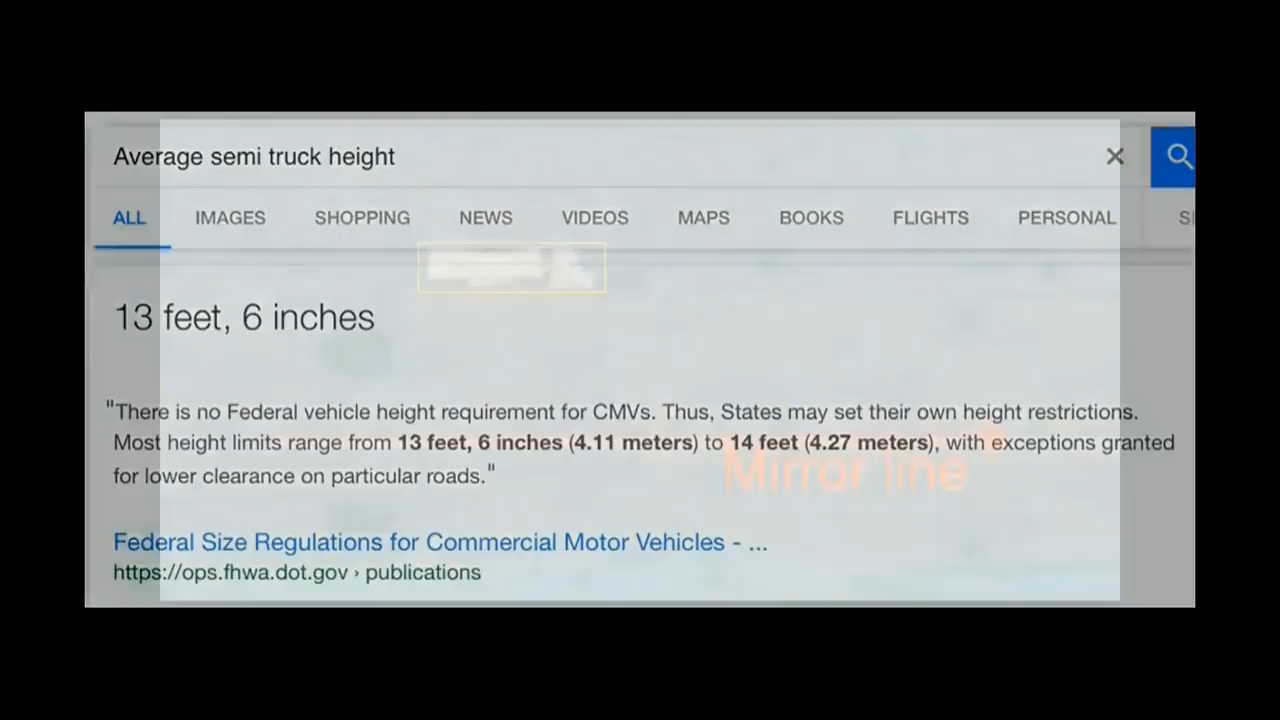 Average semi truck height
ALL IMAGES SHOPPING NEWS VIDEOS MAPS BOOKS FLIGHTS PERSONAL
13 feet, 6 inches
"There is no Federal vehicle height requirement for CMVs. Thus, States may set their own height restrictions.
Most height limits range from 13 feet, 6 inches (4.11 meters) to 14 feet (4.27 meters), with exceptions granted
Mirror line
for lower clearance on particular roads."
Federal Size Regulations for Commercial Motor Vehicles - ...
https://ops.fhwa.dot.gov › publications